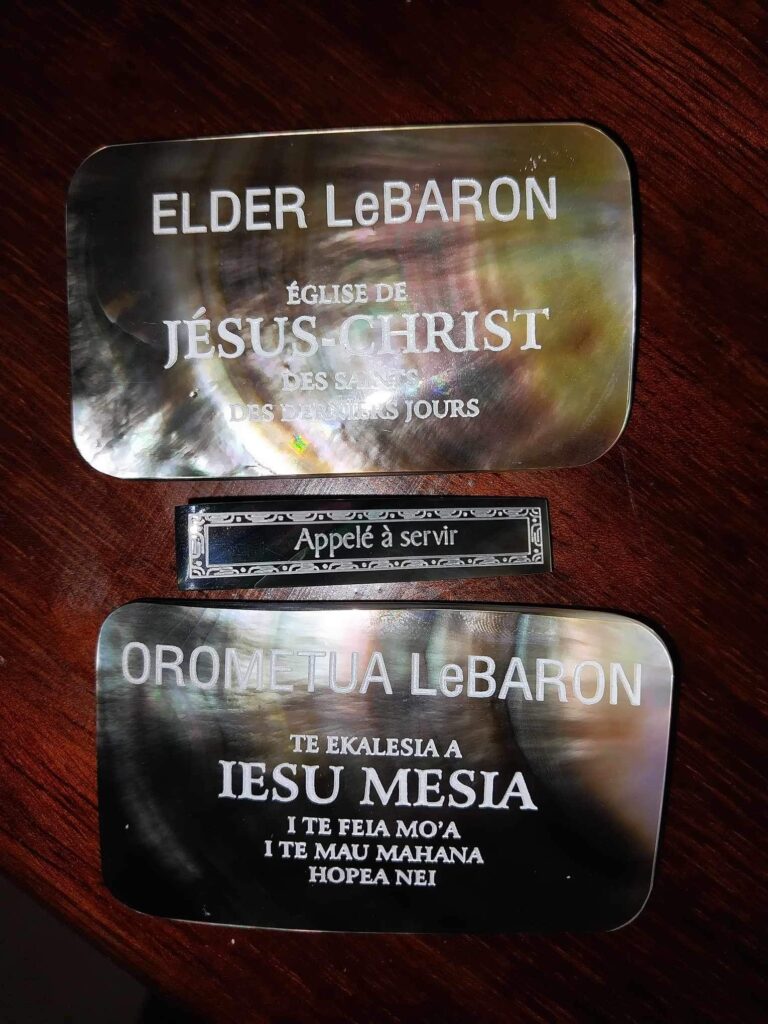 ELDER LeBARON
ÉGLISE DE
JÉSUS-CHRIST
DES SAINTS
DES DERNIERS JOURS
Appelé à servir
OROMETUA LeBARON
TE EKALESIA A
IESU MESIA
I TE FEIA MO'A
I TE MAU MAHANA
HOPEA NEI